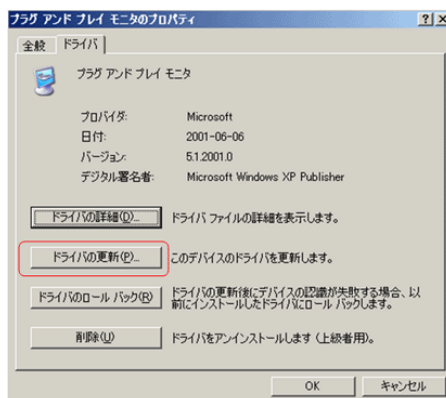 プラグ アンド プレイ モニタのプロパティ
全般 ドライバ
プラグ アンド プレイ モニタ
プロバイダ: Microsoft
日付: 2001-06-06
バージョン: 5.1.2001.0
デジタル署名者: Microsoft Windows XP Publisher
ドライバの詳細(D)... ドライバ ファイルの詳細を表示します。
ドライバの更新(P)... このデバイスのドライバを更新します。
ドライバのロール バック(R) ドライバの更新後にデバイスの認識が失敗する場合、以
前にインストールしたドライバにロール バックします。
削除(U) ドライバをアンインストールします (上級者用)。
OK キャンセル